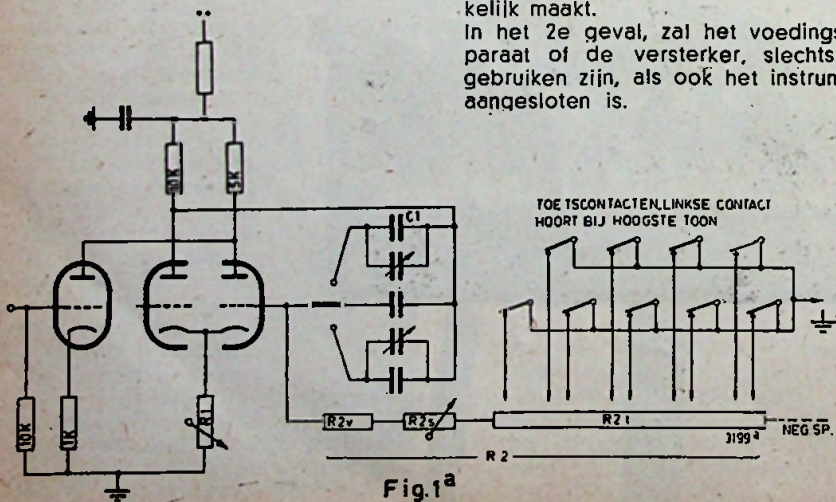 kelijk maakt.
In het 2e geval, zal het voedings
paraat of de versterker, slechts
gebruiken zijn, als ook het instrum
aangesloten is.
TOETSCONTACTEN, LINKSE CONTACT
HOORT BIJ HOOGSTE TOON
10K
5K
C1
10K
1K
R1
R2v
R2s
R2t
3199ª
NEG SP.
R2
Fig.1ª